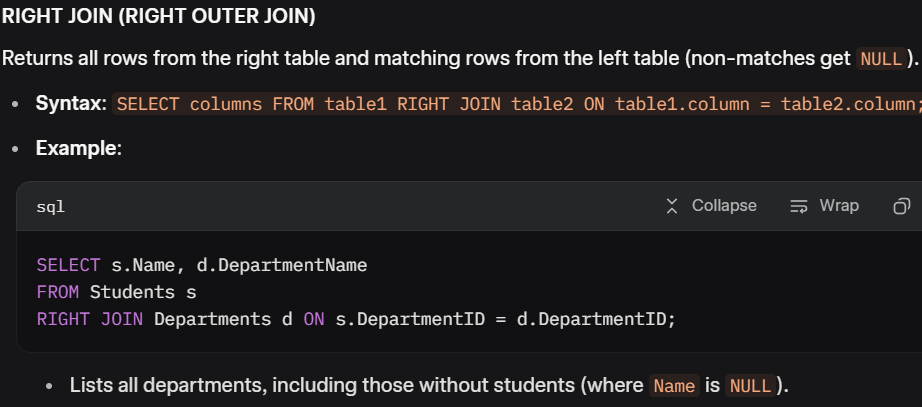 RIGHT JOIN (RIGHT OUTER JOIN)
Returns all rows from the right table and matching rows from the left table (non-matches get NULL).
• Syntax: SELECT columns FROM table1 RIGHT JOIN table2 ON table1.column = table2.column;
• Example:
sql
Collapse
Wrap
SELECT s.Name, d.DepartmentName
FROM Students s
RIGHT JOIN Departments d ON s.DepartmentID = d.DepartmentID;
• Lists all departments, including those without students (where Name is NULL).